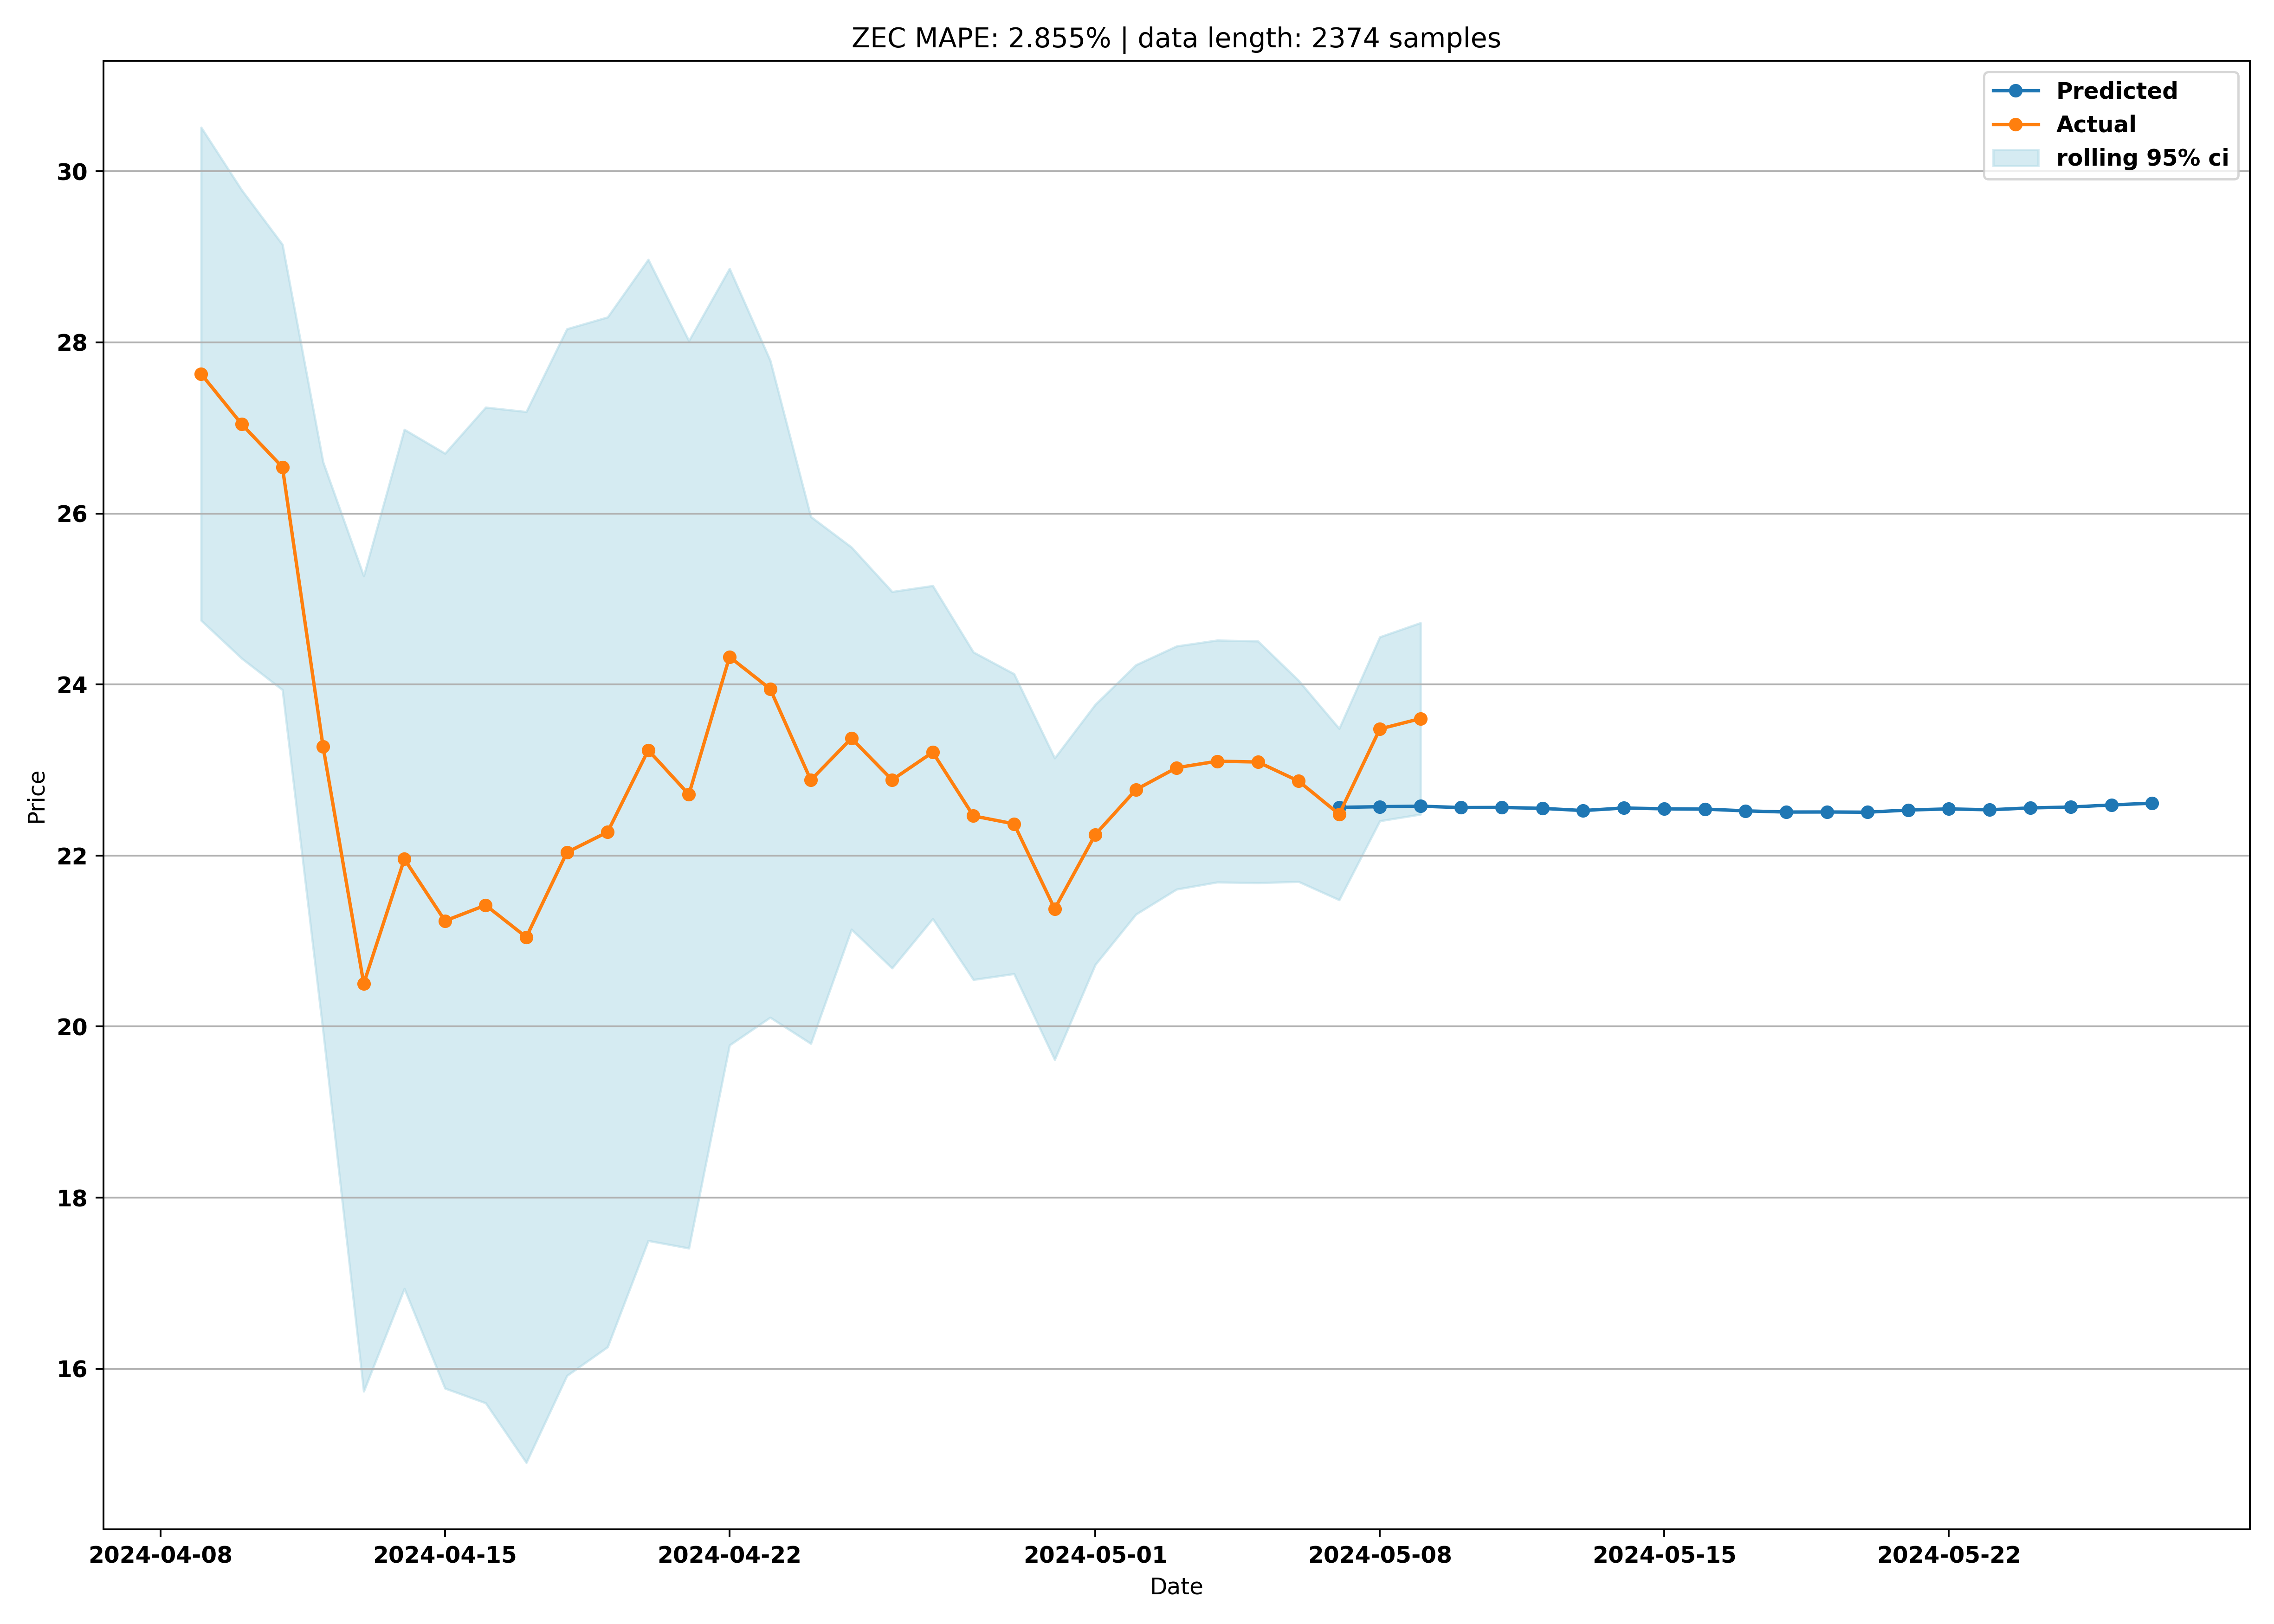 ZEC MAPE: 2.855% | data length: 2374 samples
Predicted
Actual
rolling 95% ci
30
28
26
24
22
20
18
16
Price
2024-04-08
2024-04-15
2024-04-22
2024-05-01
2024-05-08
2024-05-15
2024-05-22
Date